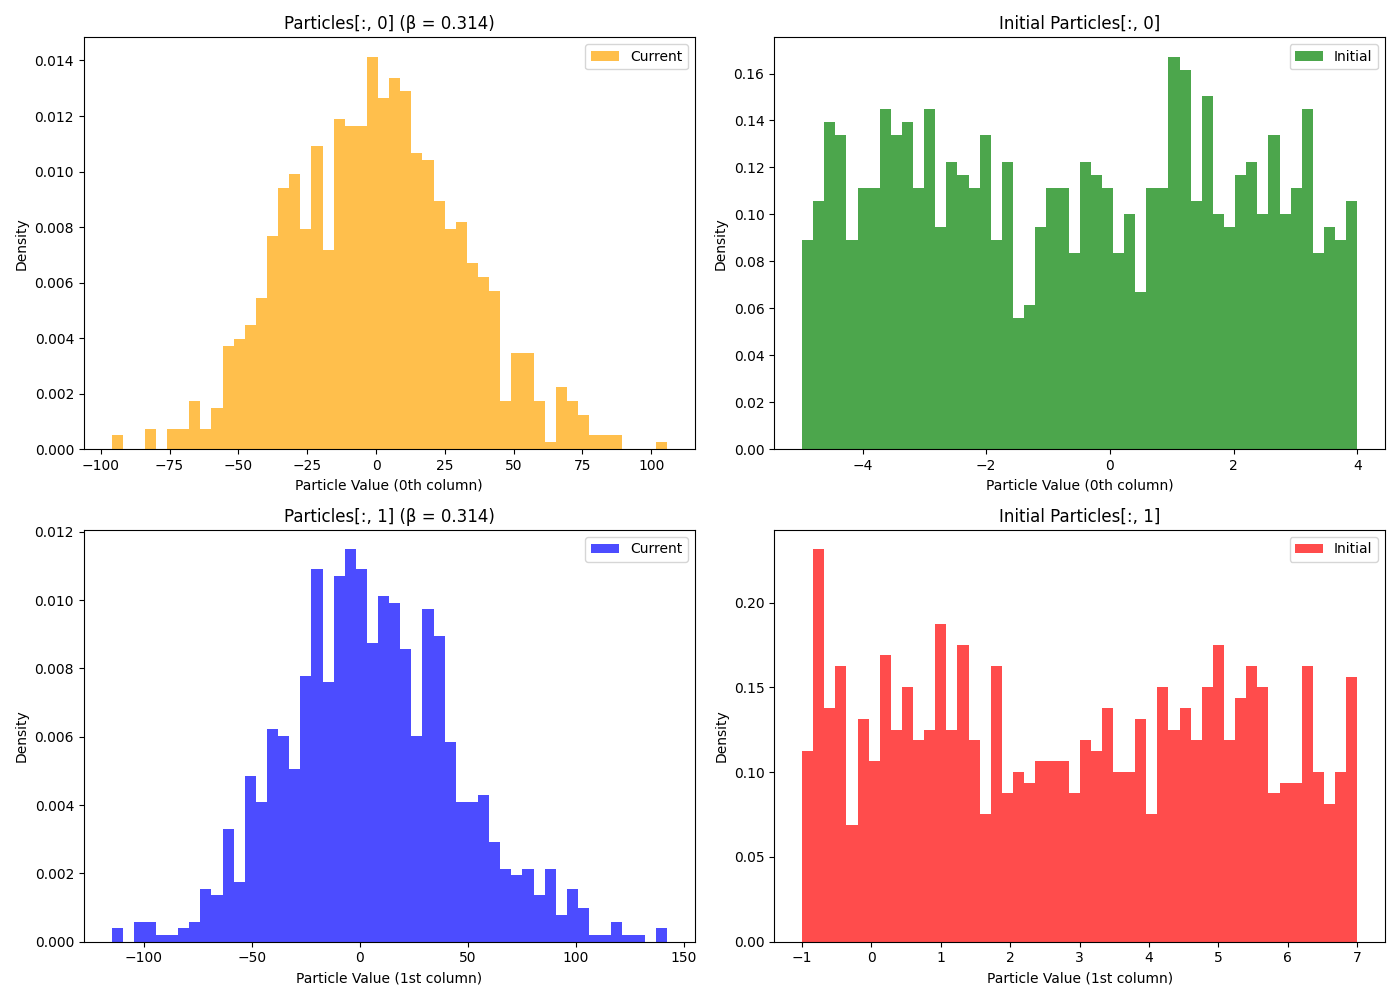 Particles[:, 0] (β = 0.314)
Current
Density
0.014
0.012
0.010
0.008
0.006
0.004
0.002
0.000
−100 −75 −50 −25 0 25 50 75 100
Particle Value (0th column)
Initial Particles[:, 0]
Initial
Density
0.16
0.14
0.12
0.10
0.08
0.06
0.04
0.02
0.00
−4 −2 0 2 4
Particle Value (0th column)
Particles[:, 1] (β = 0.314)
Current
Density
0.012
0.010
0.008
0.006
0.004
0.002
0.000
−100 −50 0 50 100 150
Particle Value (1st column)
Initial Particles[:, 1]
Initial
Density
0.20
0.15
0.10
0.05
0.00
−1 0 1 2 3 4 5 6 7
Particle Value (1st column)